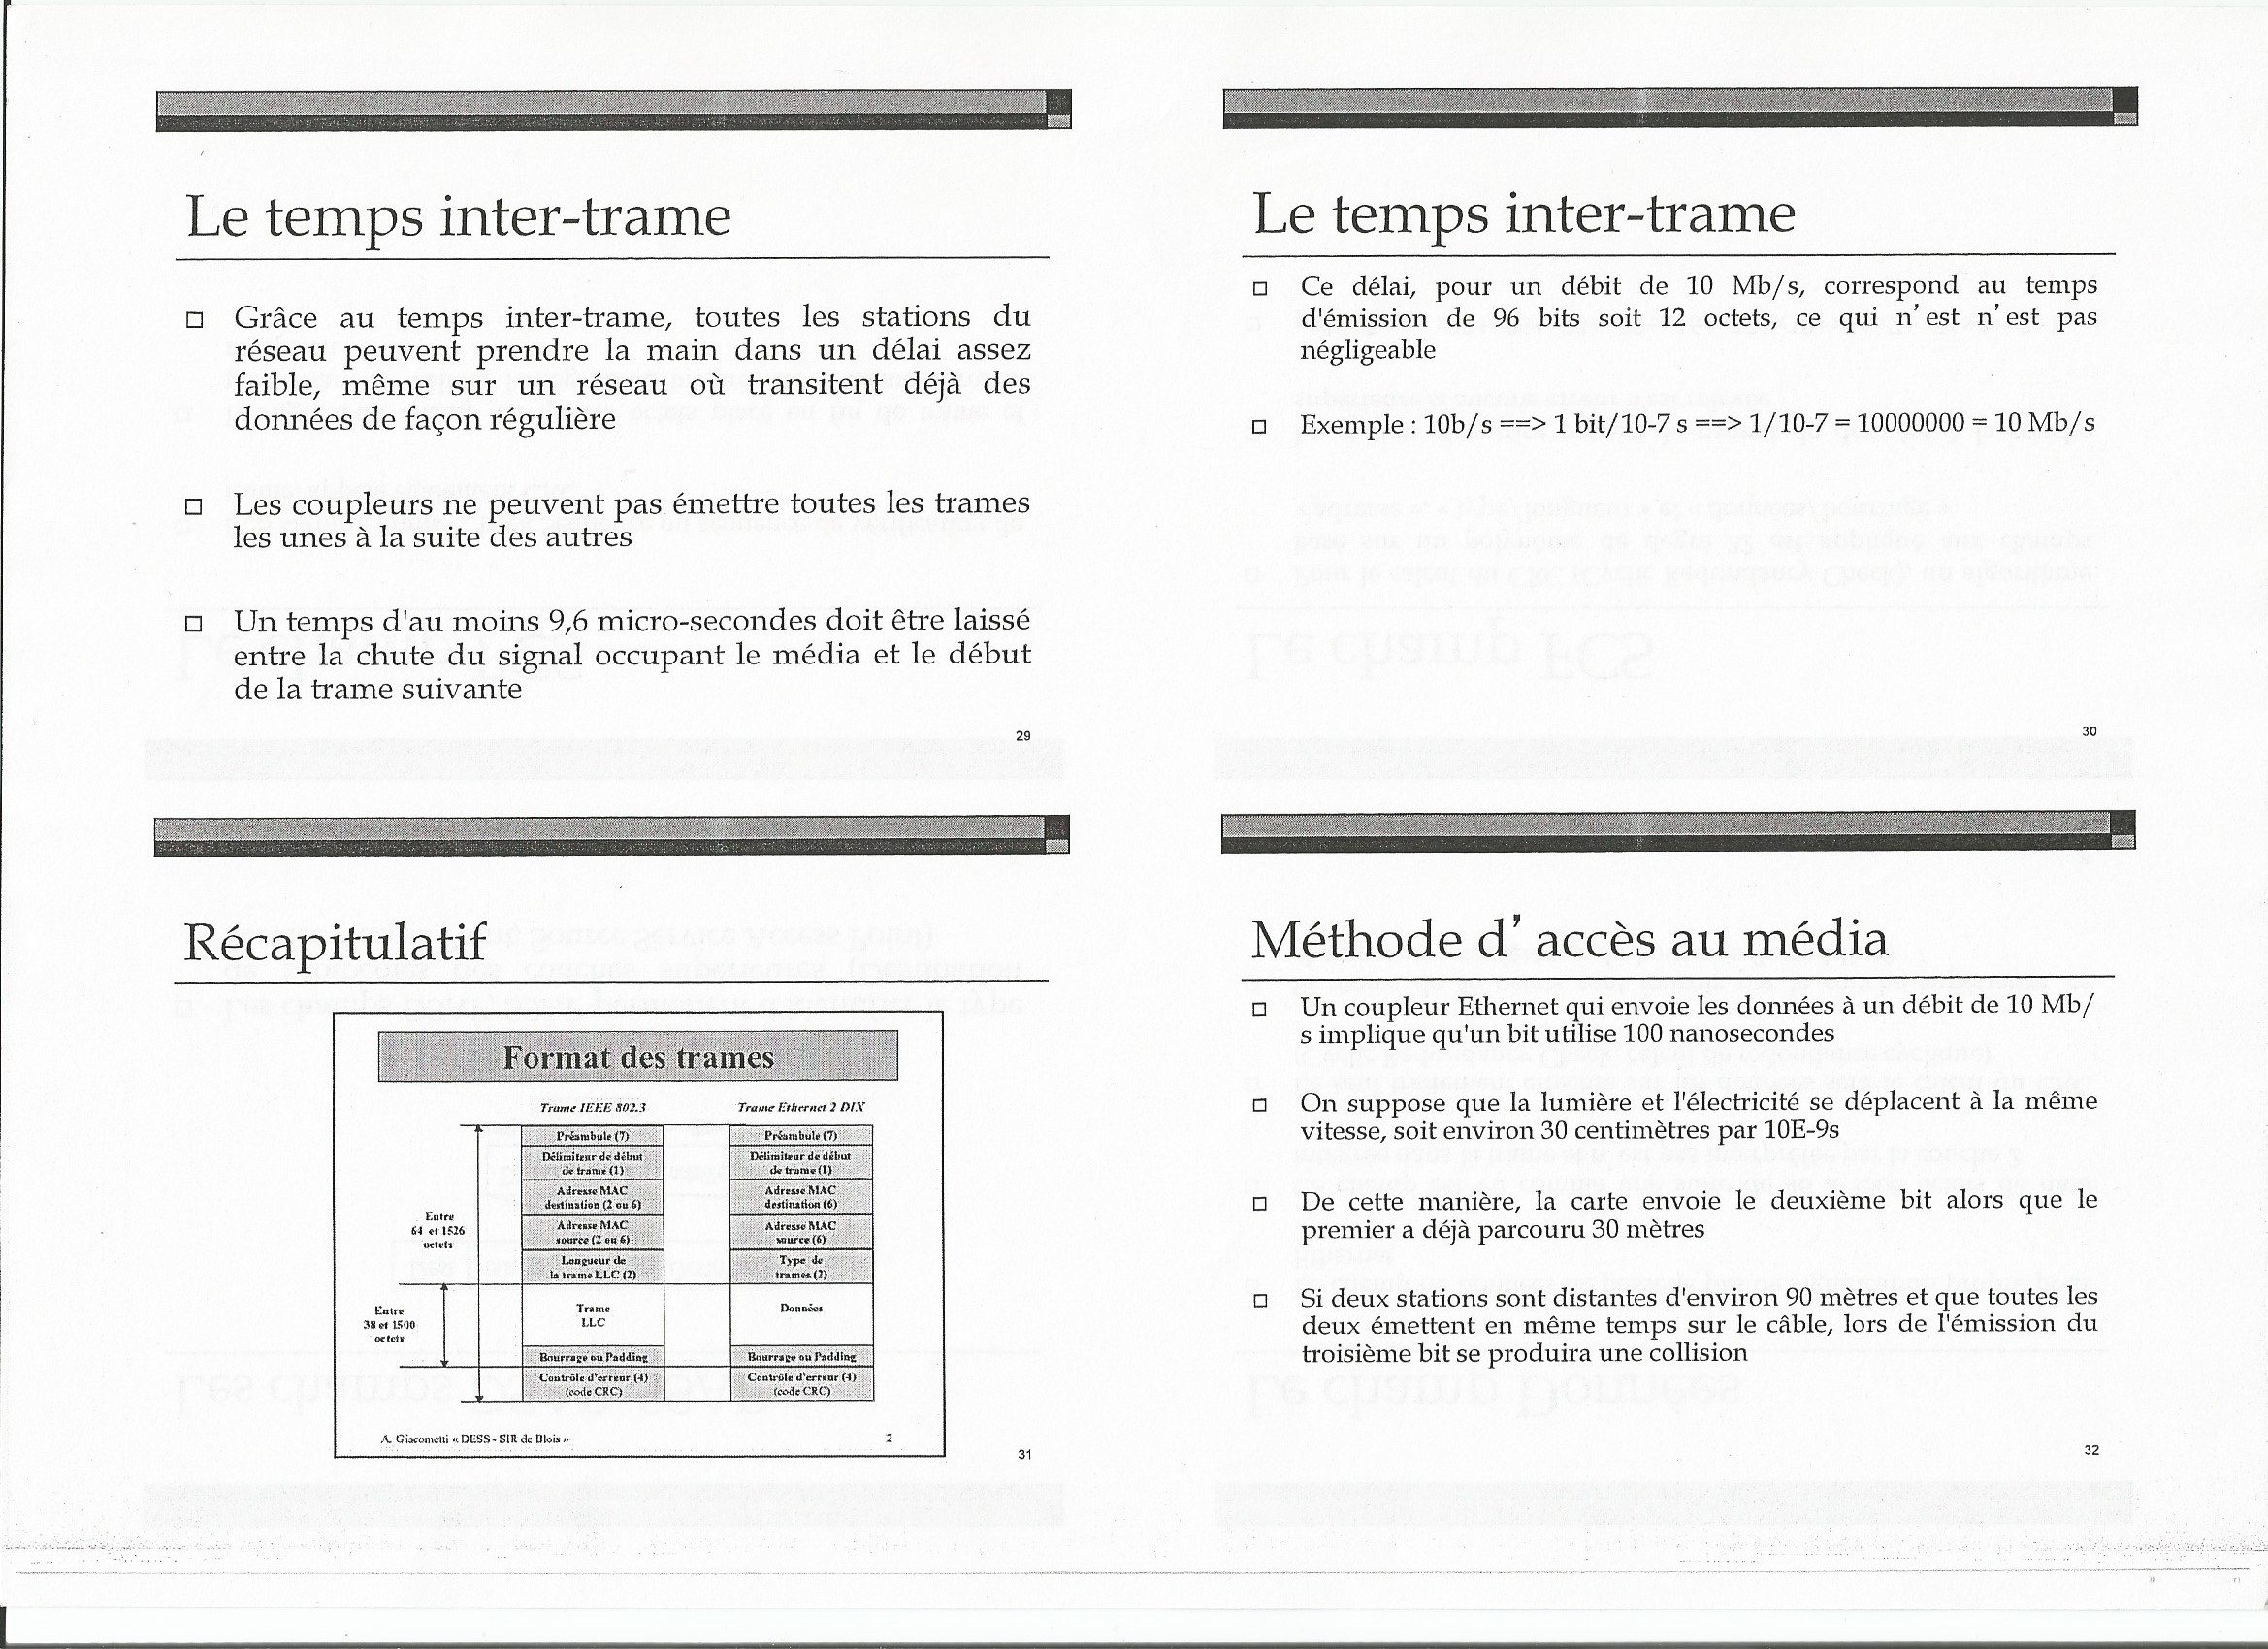 Le temps inter-trame
□ Grâce au temps inter-trame, toutes les stations du
réseau peuvent prendre la main dans un délai assez
faible, même sur un réseau où transitent déjà des
données de façon régulière
□ Les coupleurs ne peuvent pas émettre toutes les trames
les unes à la suite des autres
□ Un temps d'au moins 9,6 micro-secondes doit être laissé
entre la chute du signal occupant le média et le début
de la trame suivante
29
Le temps inter-trame
□ Ce délai, pour un débit de 10 Mb/s, correspond au temps
d'émission de 96 bits soit 12 octets, ce qui n’est n’est pas
négligeable
□ Exemple : 10b/s ==> 1 bit/10-7 s ==> 1/10-7 = 10000000 = 10 Mb/s
30
Récapitulatif
Format des trames
Trame IEEE 802.3
Trame Ethernet 2 DIX
Préambule (7)
Préambule (7)
Délimiteur de début
de trame (1)
Délimiteur de début
de trame (1)
Adresse MAC
destination (2 ou 6)
Adresse MAC
destination (6)
Adresse MAC
source (2 ou 6)
Adresse MAC
source (6)
Longueur de
la trame LLC (2)
Type de
trames (2)
Entre
64 et 1526
octets
Entre
38 et 1500
octets
Trame
LLC
Données
Bourrage ou Padding
Bourrage ou Padding
Contrôle d'erreur (4)
(code CRC)
Contrôle d'erreur (4)
(code CRC)
A. Giacometti « DESS - SIR de Blois »
2
31
Méthode d’accès au média
□ Un coupleur Ethernet qui envoie les données à un débit de 10 Mb/
s implique qu'un bit utilise 100 nanosecondes
□ On suppose que la lumière et l'électricité se déplacent à la même
vitesse, soit environ 30 centimètres par 10E-9s
□ De cette manière, la carte envoie le deuxième bit alors que le
premier a déjà parcouru 30 mètres
□ Si deux stations sont distantes d'environ 90 mètres et que toutes les
deux émettent en même temps sur le câble, lors de l'émission du
troisième bit se produira une collision
32